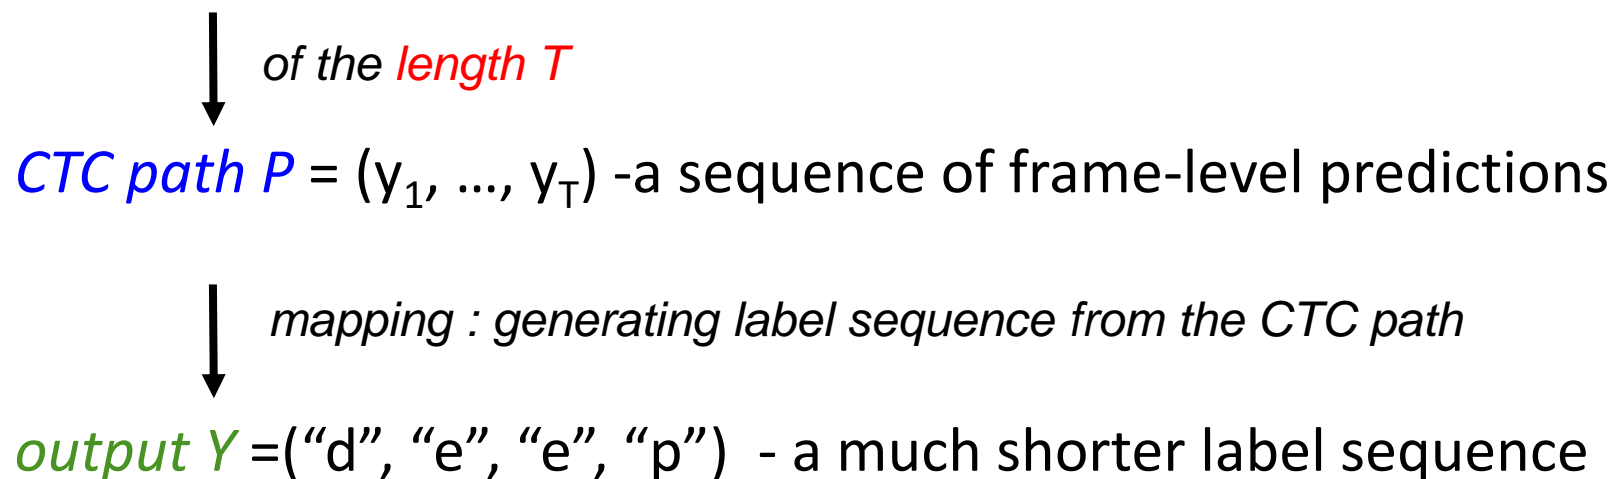 of the length T
CTC path P = (y₁, …, y_T) -a sequence of frame-level predictions
mapping : generating label sequence from the CTC path
output Y =(“d”, “e”, “e”, “p”) - a much shorter label sequence